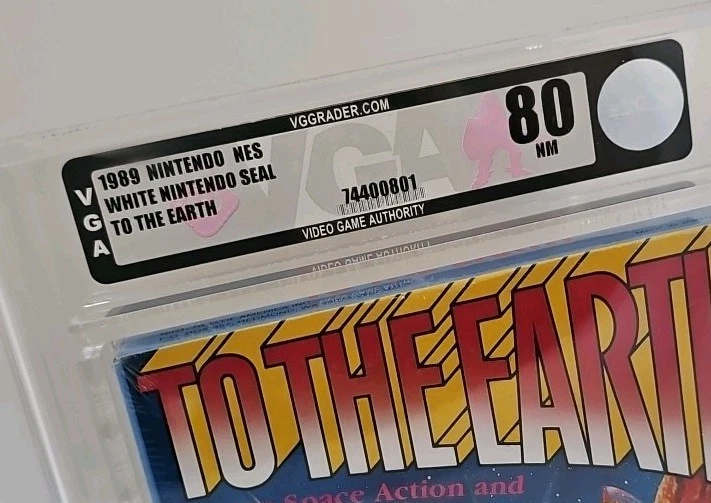 VGGRADER.COM
VGA
1989 NINTENDO NES
WHITE NINTENDO SEAL
TO THE EARTH
VGA
74400801
80
NM
VIDEO GAME AUTHORITY
TO THE EARTH
Space Action and